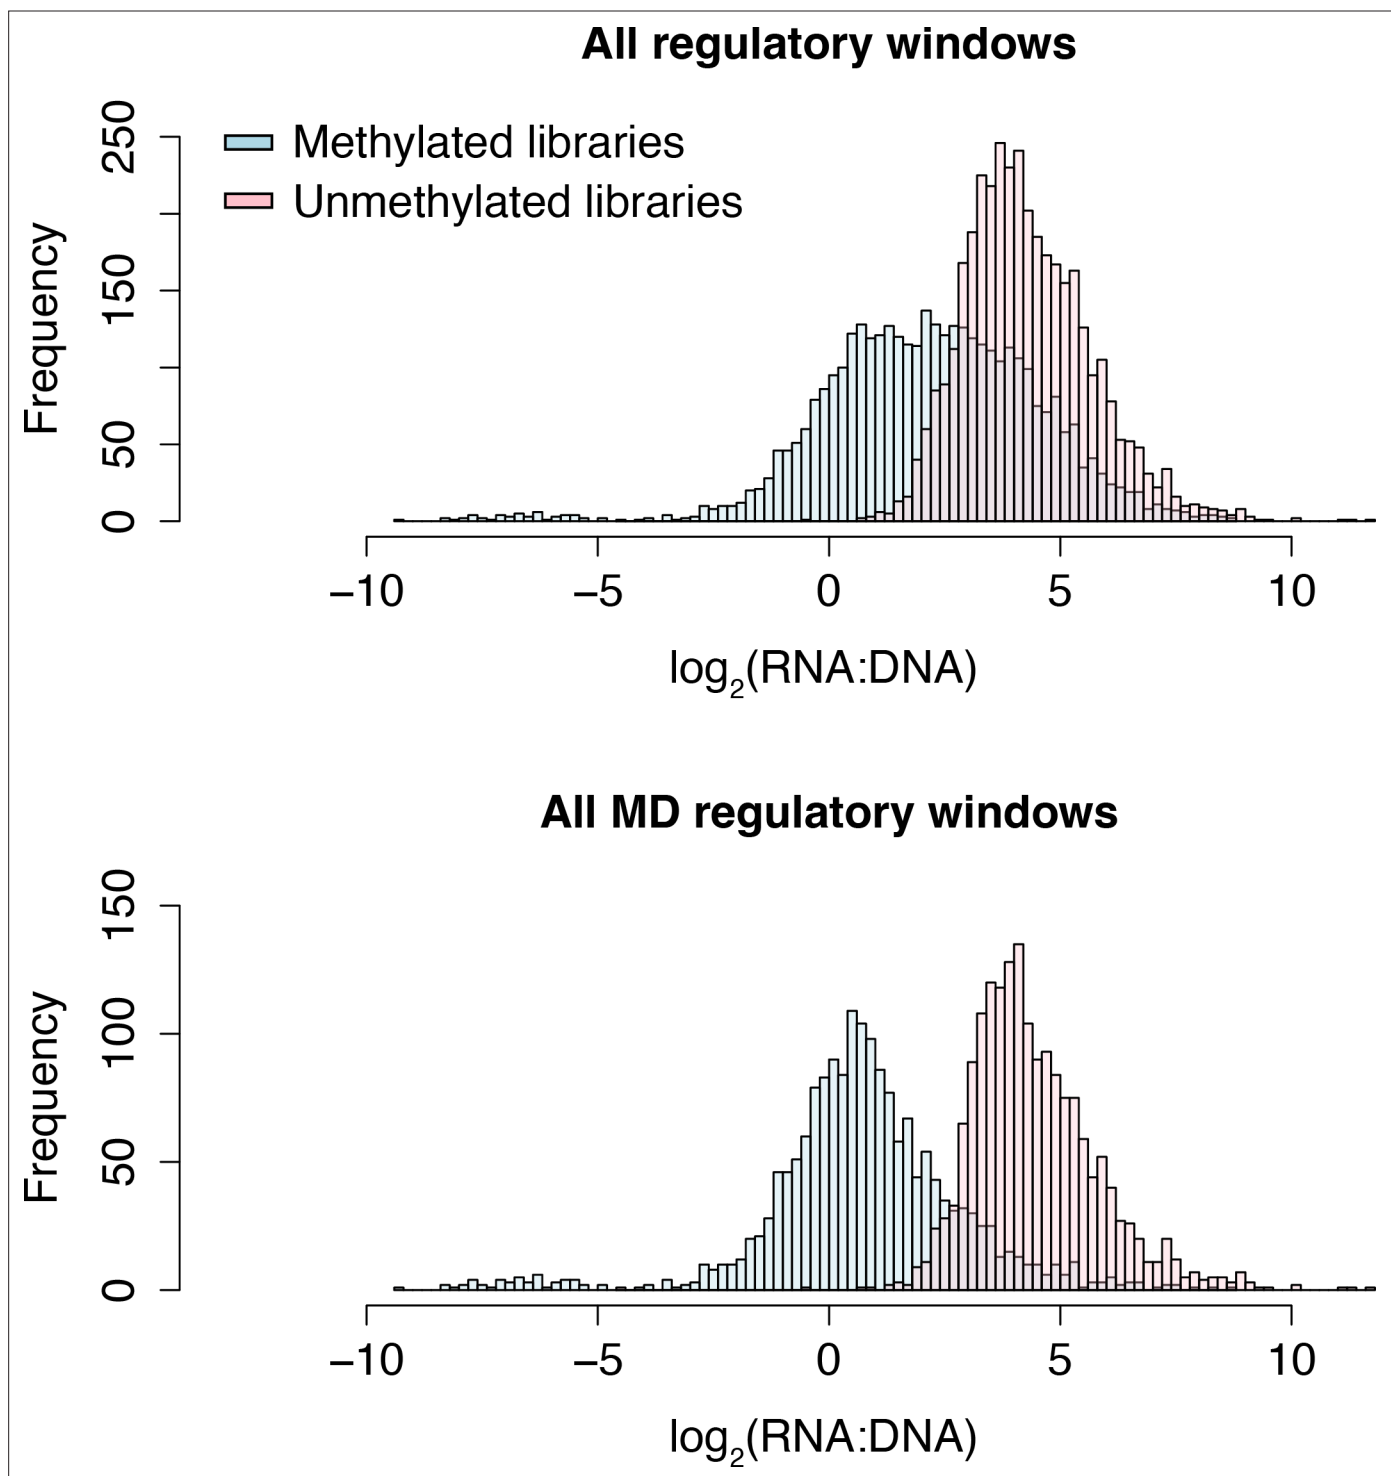 All regulatory windows
Methylated libraries
Unmethylated libraries
Frequency
250
150
50
0
−10 −5 0 5 10
log2(RNA:DNA)
All MD regulatory windows
Frequency
150
100
50
0
−10 −5 0 5 10
log2(RNA:DNA)